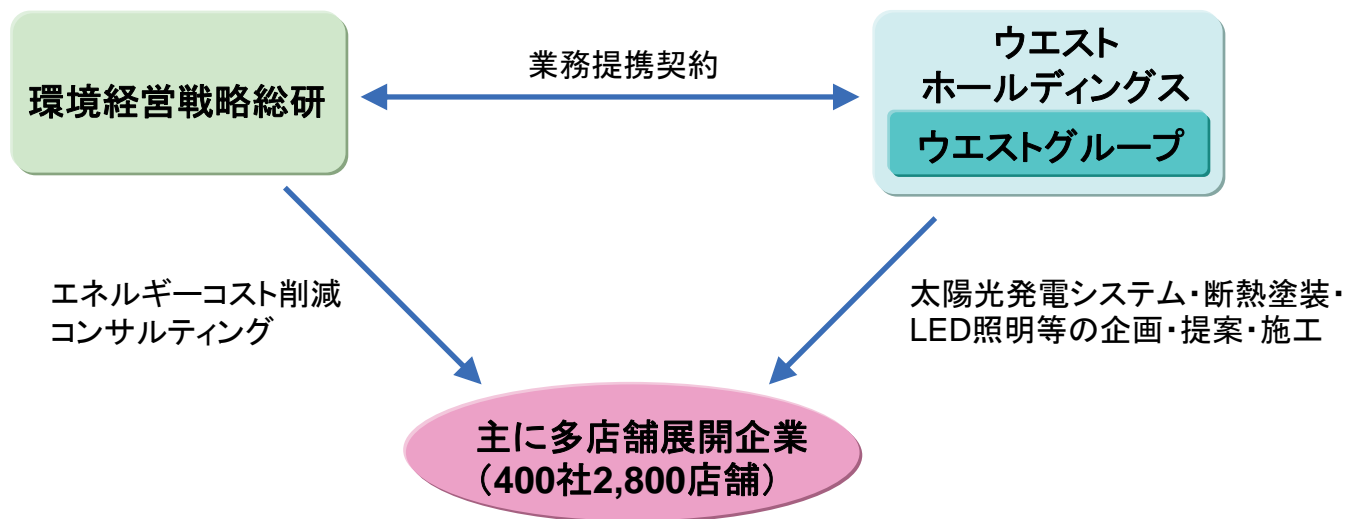 環境経営戦略総研
業務提携契約
ウエスト
ホールディングス
ウエストグループ
エネルギーコスト削減
コンサルティング
太陽光発電システム・断熱塗装・
LED照明等の企画・提案・施工
主に多店舗展開企業
（400社2,800店舗）